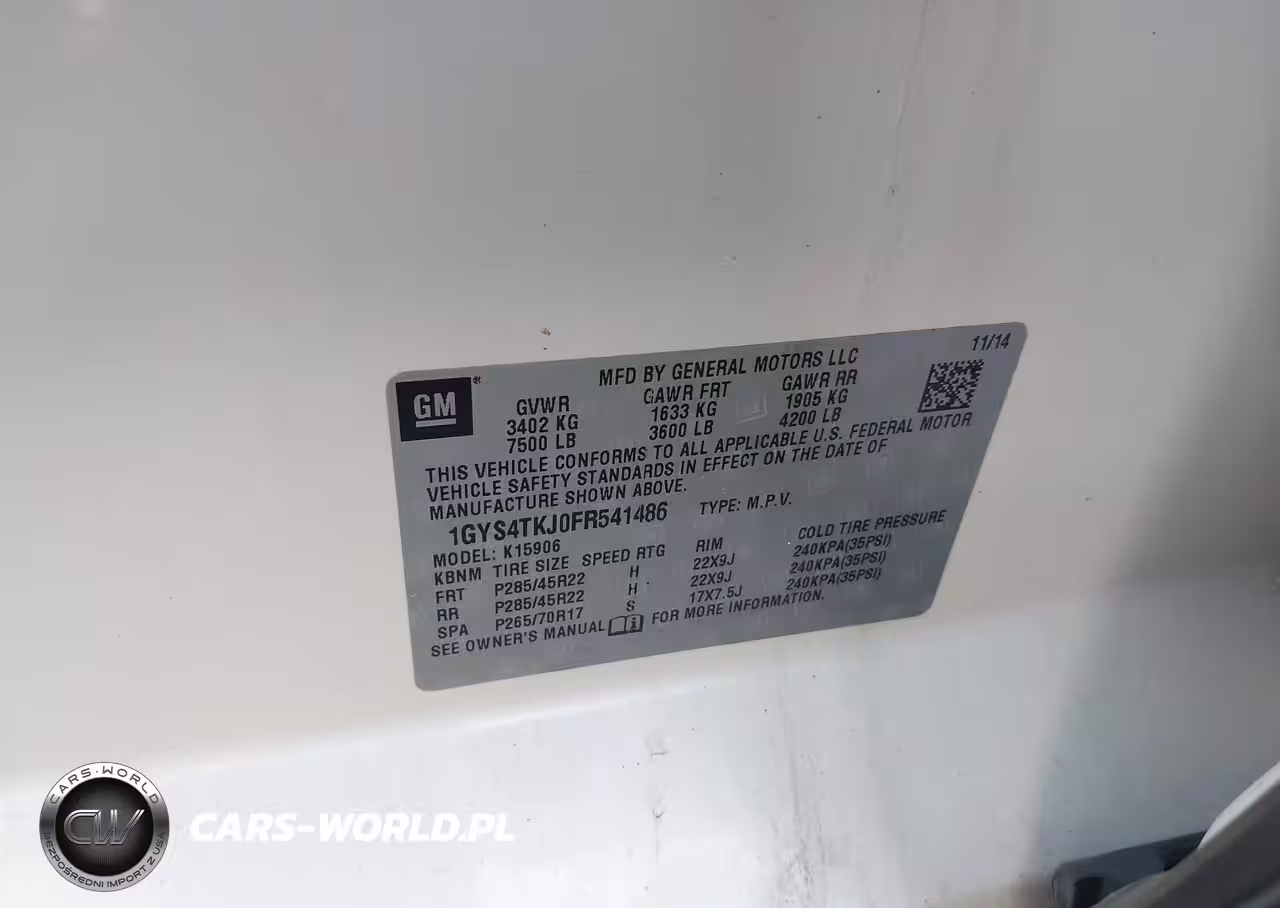 11/14
MFD BY GENERAL MOTORS LLC
GM®
GVWR GAWR FRT GAWR RR
3402 KG 1633 KG 1905 KG
7500 LB 3600 LB 4200 LB
THIS VEHICLE CONFORMS TO ALL APPLICABLE U.S. FEDERAL MOTOR
VEHICLE SAFETY STANDARDS IN EFFECT ON THE DATE OF
MANUFACTURE SHOWN ABOVE.
1GYS4TKJ0FR541486 TYPE: M.P.V.
MODEL: K15906
KBNM TIRE SIZE SPEED RTG RIM COLD TIRE PRESSURE
FRT P285/45R22 H 22X9J 240KPA(35PSI)
RR P285/45R22 H 22X9J 240KPA(35PSI)
SPA P265/70R17 S 17X7.5J 240KPA(35PSI)
SEE OWNER'S MANUAL FOR MORE INFORMATION.
CARS-WORLD
CW
BEZPOŚREDNI IMPORT Z USA
CARS-WORLD.PL